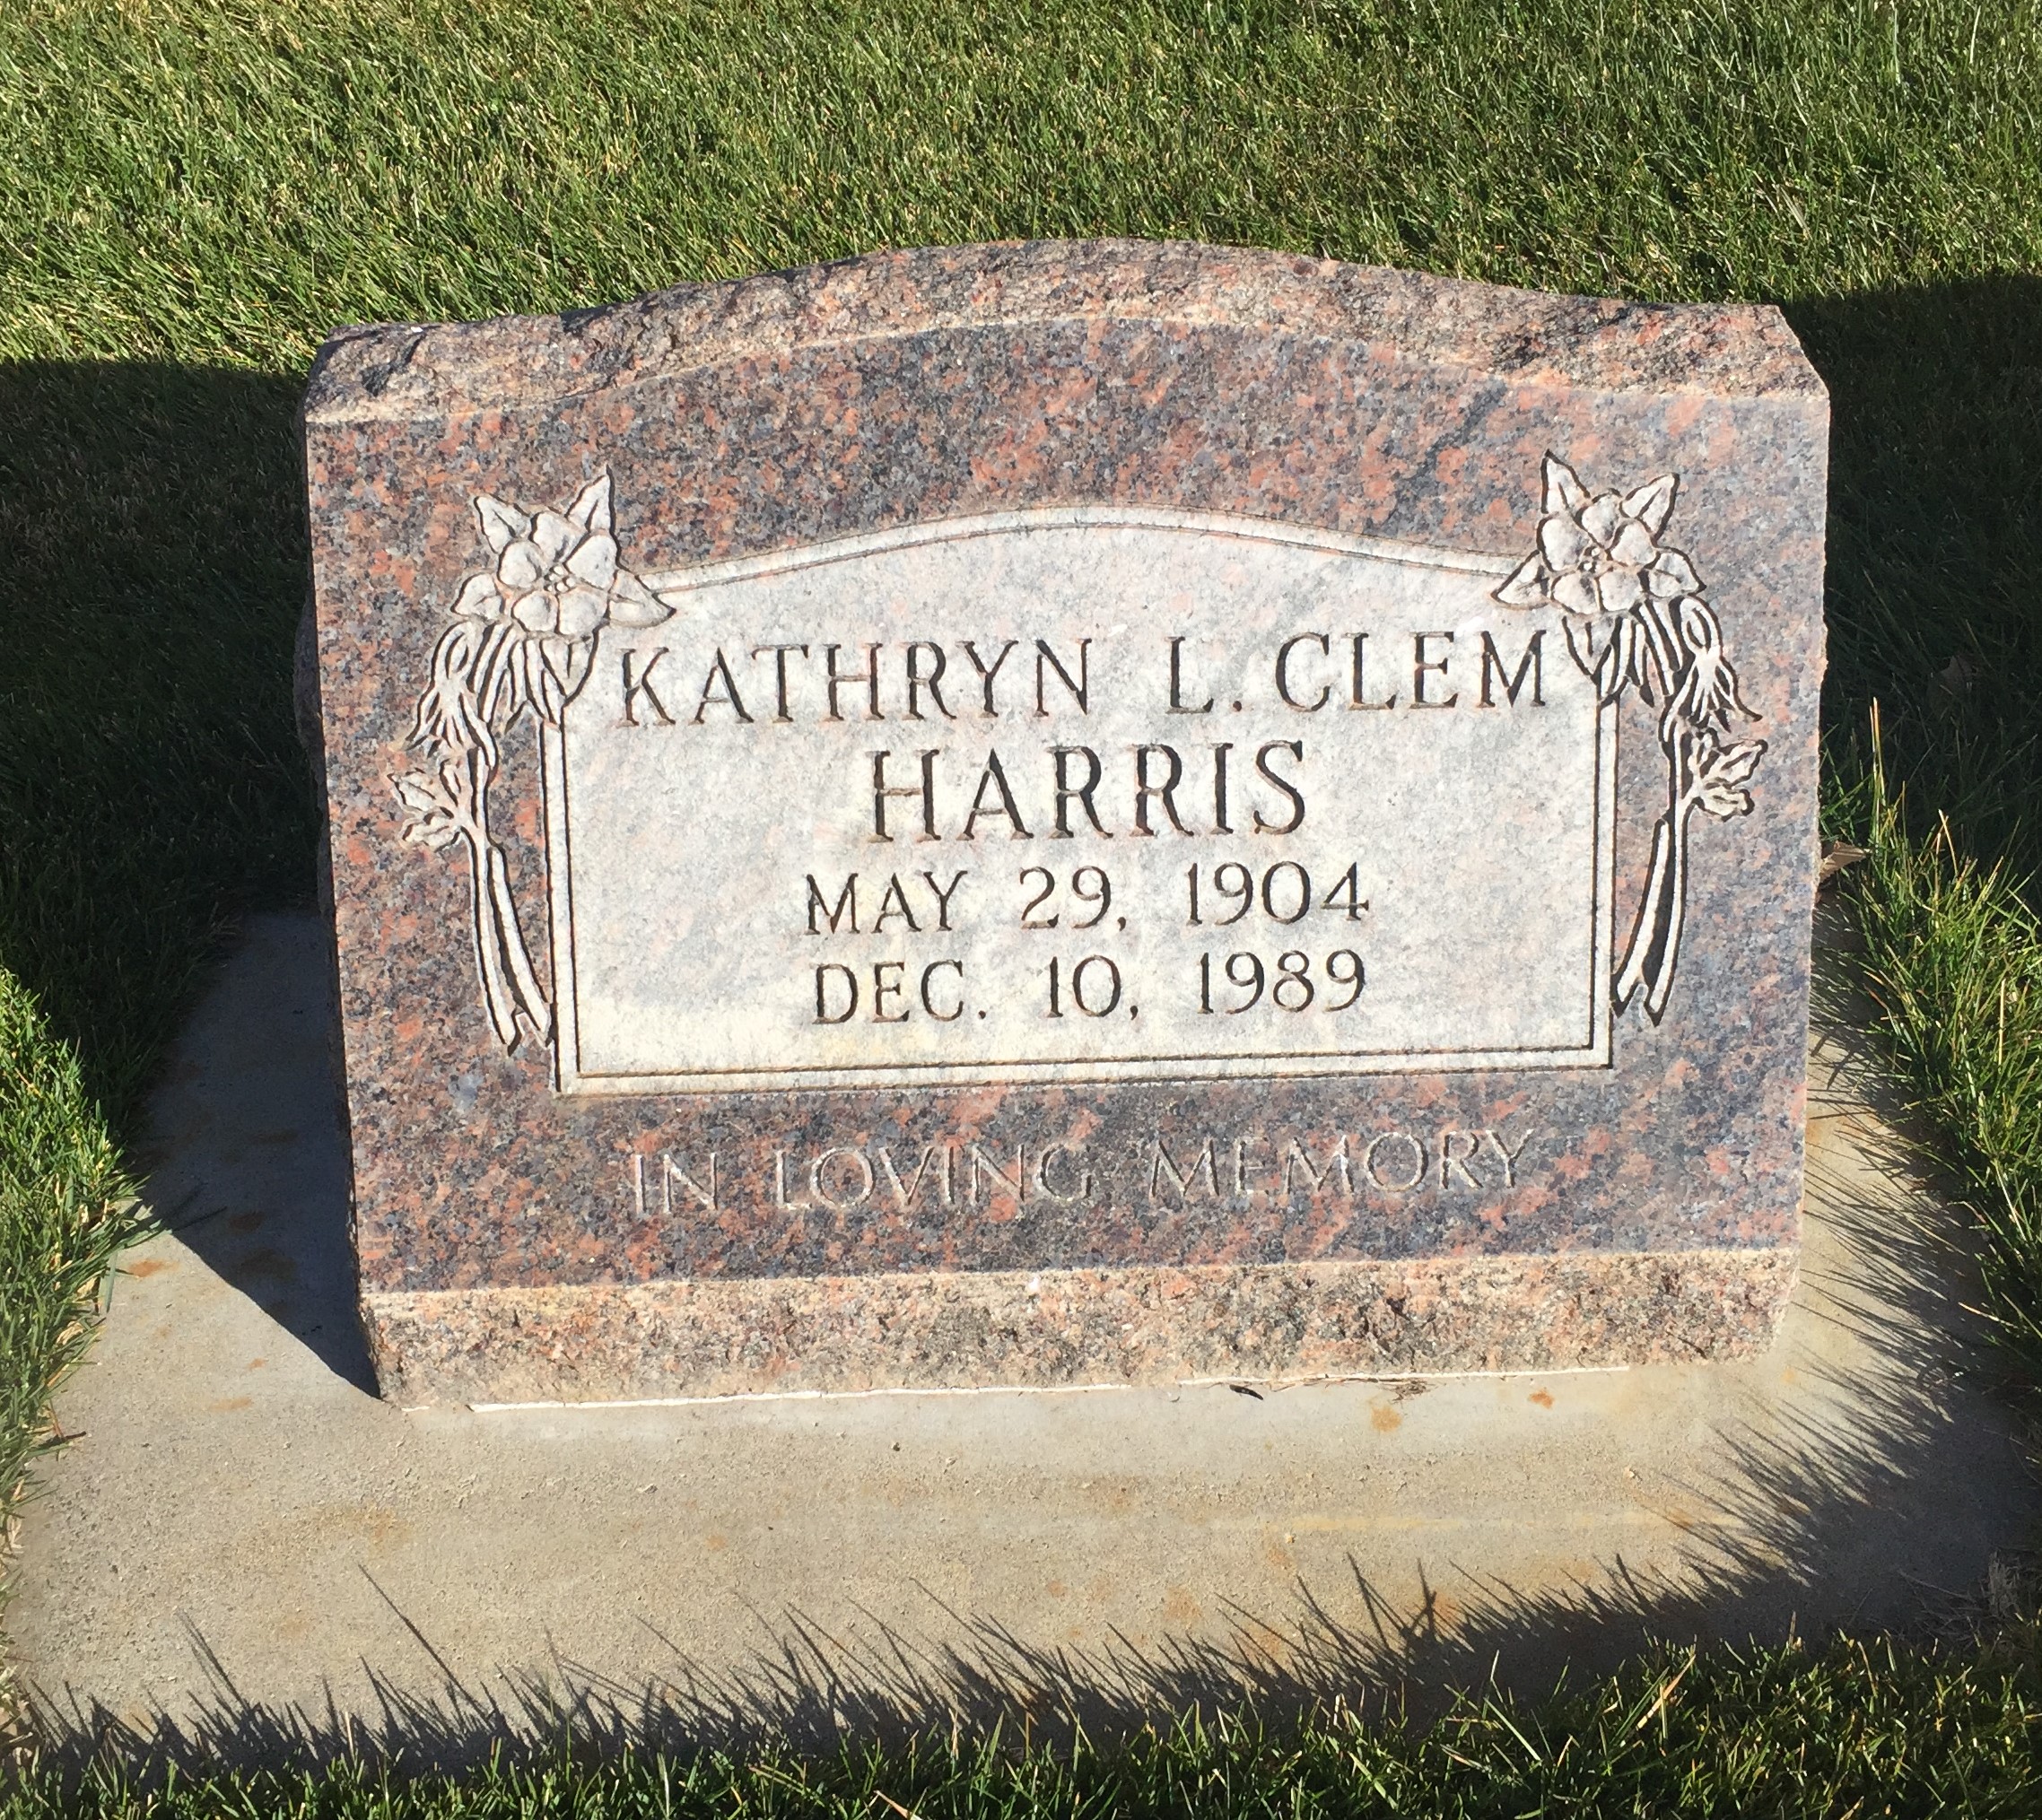 KATHRYN L. CLEM
HARRIS
MAY 29, 1904
DEC. 10, 1989
IN LOVING MEMORY